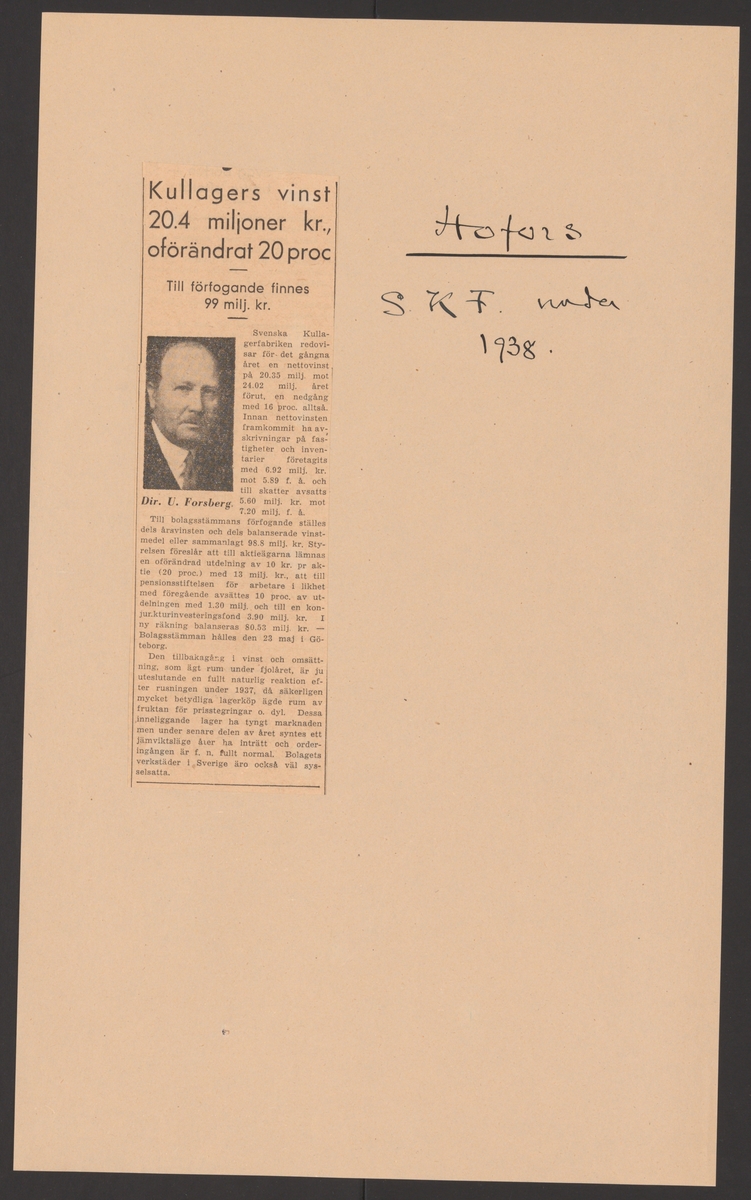 Kullagers vinst
20.4 miljoner kr.,
oförändrat 20 proc
Till förfogande finnes
99 milj. kr.
Svenska Kulla-
gerfabriken redovi-
sar för det gångna
året en nettovinst
på 20.35 milj. mot
24.02 milj. året
förut, en nedgång
med 16 proc. alltså.
Innan nettovinsten
framkommit ha av-
skrivningar på fas-
tigheter och inven-
tarier företagits
med 6.92 milj. kr.
mot 5.89 f. å. och
till skatter avsatts
5.60 milj. kr. mot
7.20 milj. f. å.
Dir. U. Forsberg.
Till bolagsstämmans förfogande ställes
dels årsvinsten och dels balanserade vinst-
medel eller sammanlagt 98.8 milj. kr. Sty-
relsen föreslår att till aktieägarna lämnas
en oförändrad utdelning av 10 kr. pr ak-
tie (20 proc.) med 13 milj. kr., att till
pensionsstiftelsen för arbetare i likhet
med föregående avsättes 10 proc. av ut-
delningen med 1.30 milj. och till en kon-
junkturinvesteringsfond 3.90 milj. kr. I
ny räkning balanseras 80.53 milj. kr. —
Bolagsstämman hålles den 23 maj i Gö-
teborg.
Den tillbakagång i vinst och omsätt-
ning, som ägt rum under fjolåret, är ju
uteslutande en fullt naturlig reaktion ef-
ter rusningen under 1937, då säkerligen
mycket betydliga lagerköp ägde rum av
fruktan för prisstegringar o. dyl. Dessa
inneliggande lager ha tyngt marknaden
men under senare delen av året syntes ett
jämviktsläge åter ha inträtt och order-
ingången är f. n. fullt normal. Bolagets
verkstäder i Sverige äro också väl sys-
selsatta.
Hofors
S. K. F. under
1938.